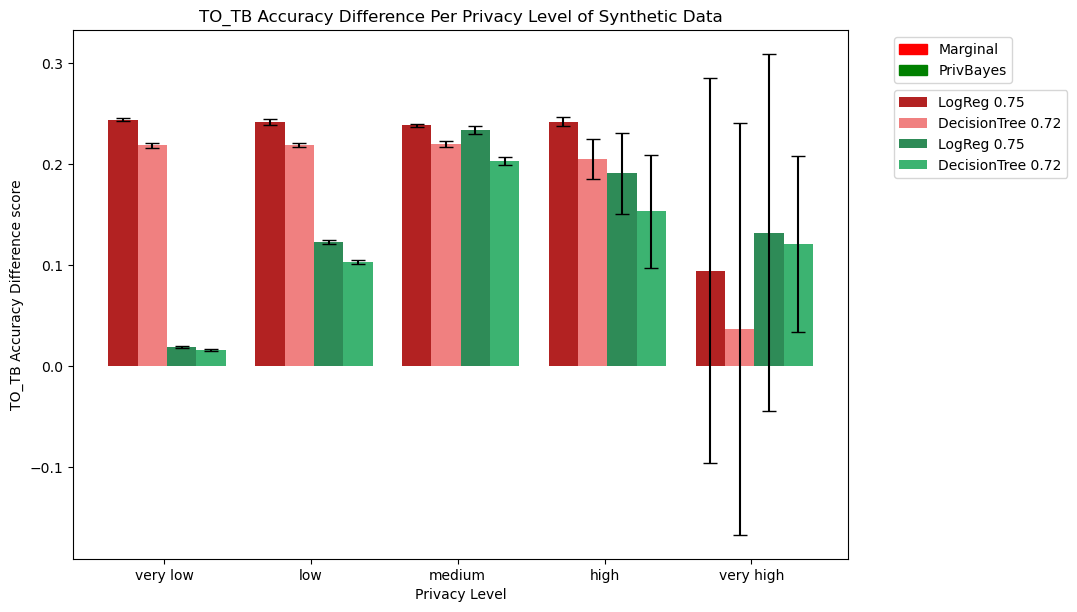 TO_TB Accuracy Difference Per Privacy Level of Synthetic Data
TO_TB Accuracy Difference score
0.3
0.2
0.1
0.0
−0.1
very low
low
medium
high
very high
Privacy Level
Marginal
PrivBayes
LogReg 0.75
DecisionTree 0.72
LogReg 0.75
DecisionTree 0.72